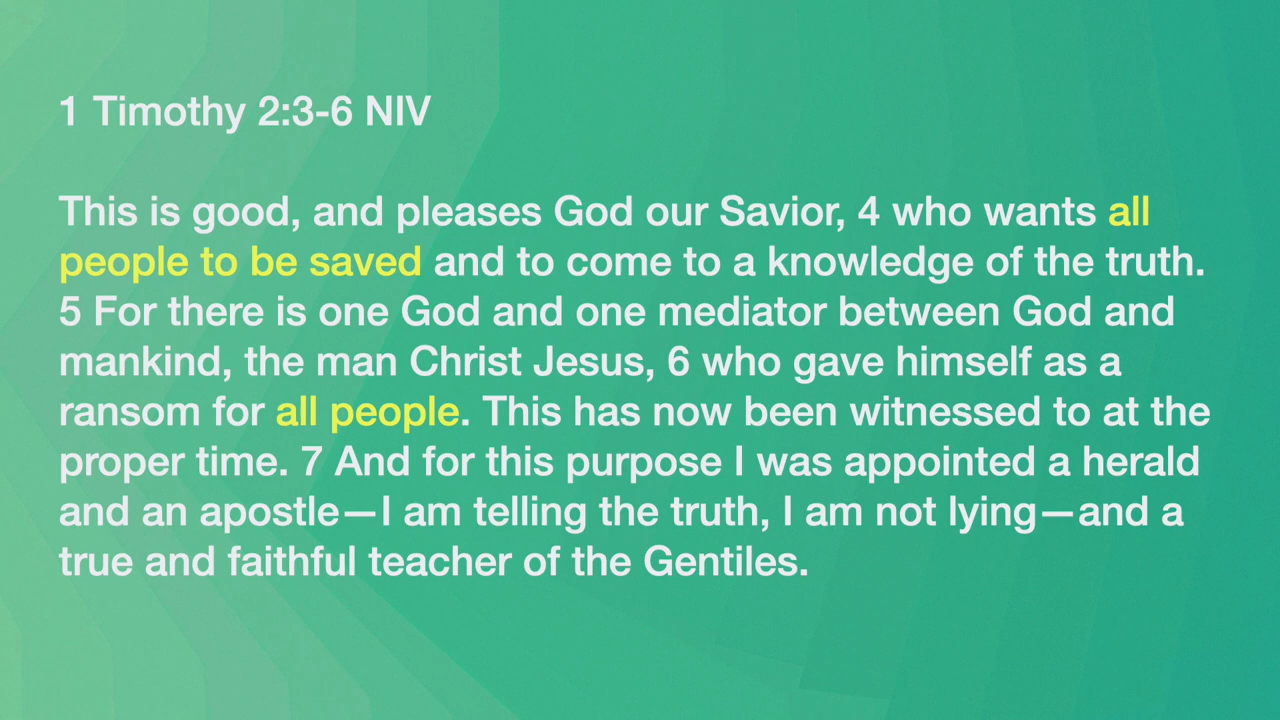 1 Timothy 2:3-6 NIV
This is good, and pleases God our Savior, 4 who wants all
people to be saved and to come to a knowledge of the truth.
5 For there is one God and one mediator between God and
mankind, the man Christ Jesus, 6 who gave himself as a
ransom for all people. This has now been witnessed to at the
proper time. 7 And for this purpose I was appointed a herald
and an apostle—I am telling the truth, I am not lying—and a
true and faithful teacher of the Gentiles.